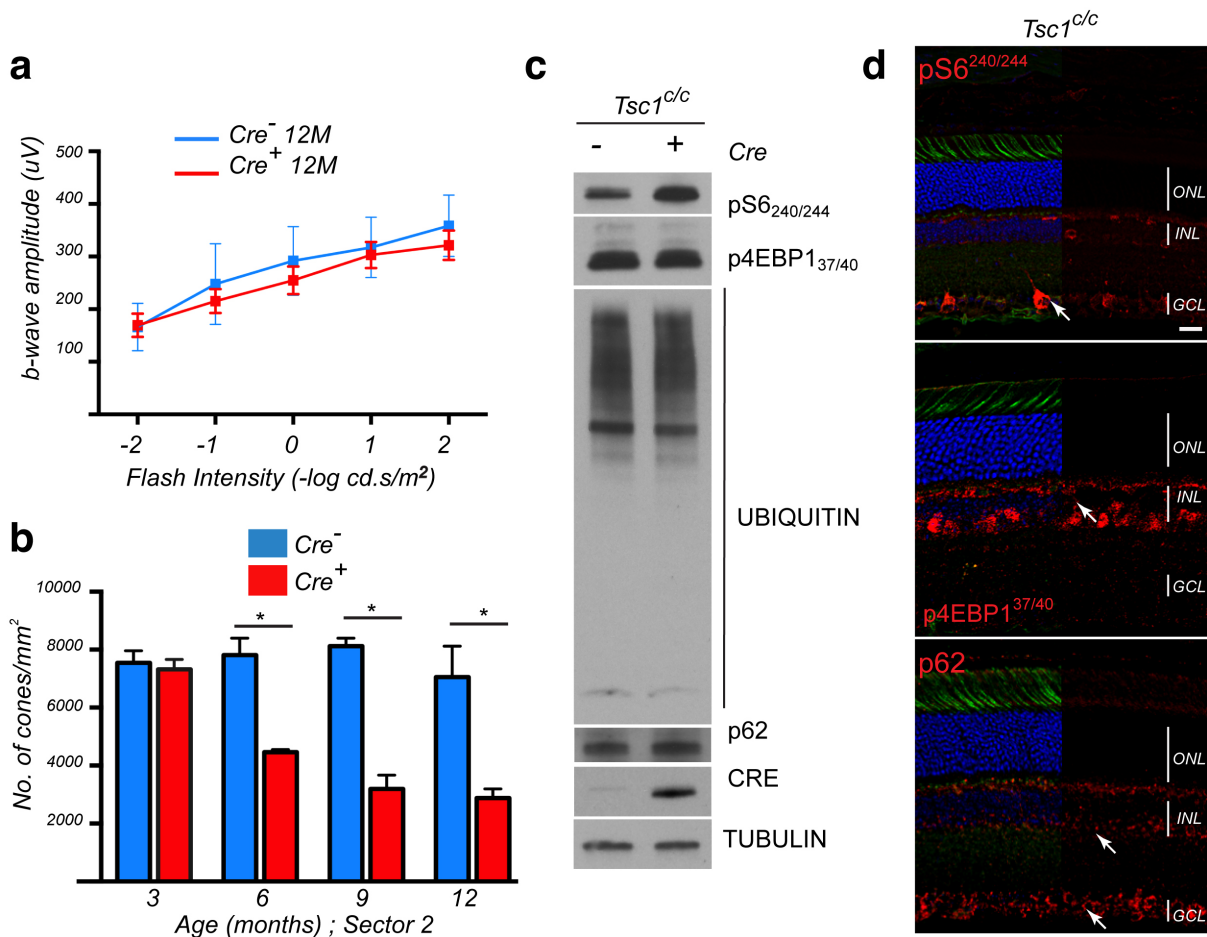 a
Cre⁻ 12M
Cre⁺ 12M
500
400
300
200
100
b-wave amplitude (uV)
-2 -1 0 1 2
Flash Intensity (-log cd.s/m²)
b
Cre⁻
Cre⁺
10000
8000
6000
4000
2000
No. of cones/mm²
* * *
3 6 9 12
Age (months) ; Sector 2
c
Tsc1ᶜ/ᶜ
- + Cre
pS6₂₄₀/₂₄₄
p4EBP1₃₇/₄₀
UBIQUITIN
p62
CRE
TUBULIN
d
Tsc1ᶜ/ᶜ
pS6²⁴⁰/²⁴⁴
ONL
INL
GCL
ONL
INL
GCL
p4EBP1³⁷/⁴⁰
p62
ONL
INL
GCL